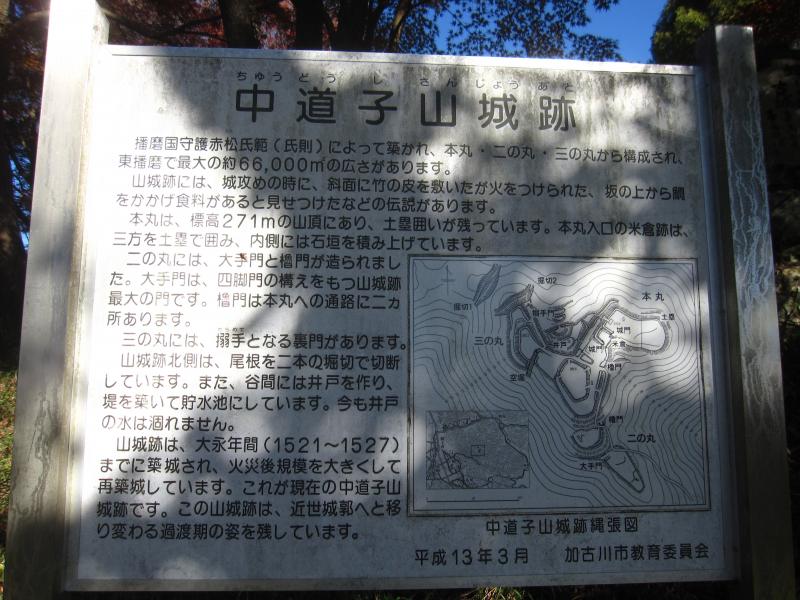 ちゅうどうしさんじょうあと
中道子山城跡
播磨国守護赤松氏範（氏則）によって築かれ、本丸・二の丸・三の丸から構成され、
東播磨で最大の約66,000㎡の広さがあります。
山城跡には、城攻めの時に、斜面に竹の皮を敷いたが火をつけられた、坂の上から鯛
をかかげ食料があると見せつけたなどの伝説があります。
本丸は、標高271mの山頂にあり、土塁囲いが残っています。本丸入口の米倉跡は、
三方を土塁で囲み、内側には石垣を積み上げています。
二の丸には、大手門と櫓門が造られまし
た。大手門は、四脚門の構えをもつ山城跡
最大の門です。櫓門は本丸への通路に二ヵ
所あります。
三の丸には、搦手となる裏門があります。
山城跡北側は、尾根を二本の堀切で切断
しています。また、谷間には井戸を作り、
堤を築いて貯水池にしています。今も井戸
の水は涸れません。
山城跡は、大永年間（1521～1527）
までに築城され、火災後規模を大きくして
再築城しています。これが現在の中道子山
城跡です。この山城跡は、近世城郭へと移
り変わる過渡期の姿を残しています。
堀切1
堀切2
本丸
搦手門
土塁
城門
三の丸
井戸
米倉
城門
空堀
櫓門
櫓門
二の丸
大手門
中道子山城跡縄張図
平成13年3月　加古川市教育委員会